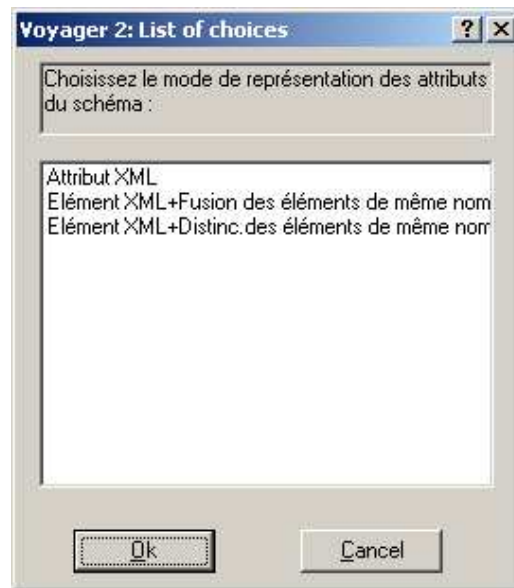 Voyager 2: List of choices
Choisissez le mode de représentation des attributs
du schéma :
Attribut XML
Elément XML+Fusion des éléments de même nom
Elément XML+Distinc.des éléments de même nom
Ok
Cancel